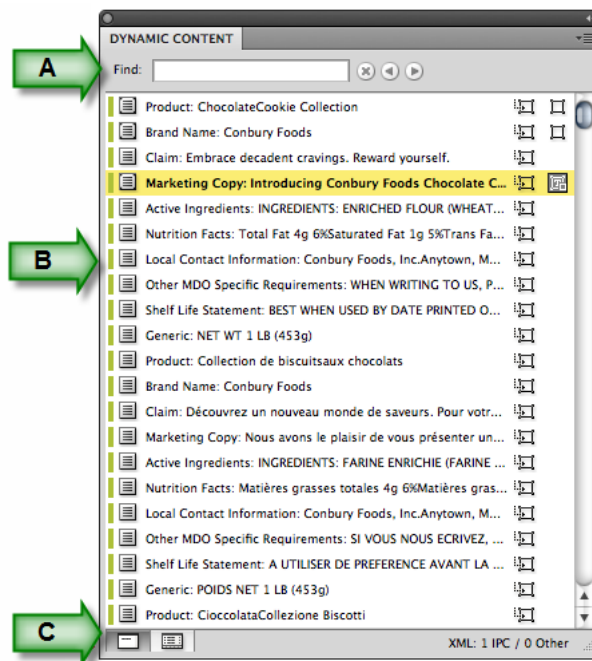 DYNAMIC CONTENT
A
Find:
Product: ChocolateCookie Collection
Brand Name: Conbury Foods
Claim: Embrace decadent cravings. Reward yourself.
Marketing Copy: Introducing Conbury Foods Chocolate C...
Active Ingredients: INGREDIENTS: ENRICHED FLOUR (WHEAT...
Nutrition Facts: Total Fat 4g 6%Saturated Fat 1g 5%Trans Fa...
B
Local Contact Information: Conbury Foods, Inc.Anytown, M...
Other MDO Specific Requirements: WHEN WRITING TO US, P...
Shelf Life Statement: BEST WHEN USED BY DATE PRINTED O...
Generic: NET WT 1 LB (453g)
Product: Collection de biscuitsaux chocolats
Brand Name: Conbury Foods
Claim: Découvrez un nouveau monde de saveurs. Pour votr...
Marketing Copy: Nous avons le plaisir de vous présenter un...
Active Ingredients: INGREDIENTS: FARINE ENRICHIE (FARINE ...
Nutrition Facts: Matières grasses totales 4g 6%Matières gras...
Local Contact Information: Conbury Foods, Inc.Anytown, M...
Other MDO Specific Requirements: SI VOUS NOUS ECRIVEZ, ...
Shelf Life Statement: A UTILISER DE PREFERENCE AVANT LA ...
Generic: POIDS NET 1 LB (453g)
Product: CioccolataCollezione Biscotti
C
XML: 1 IPC / 0 Other